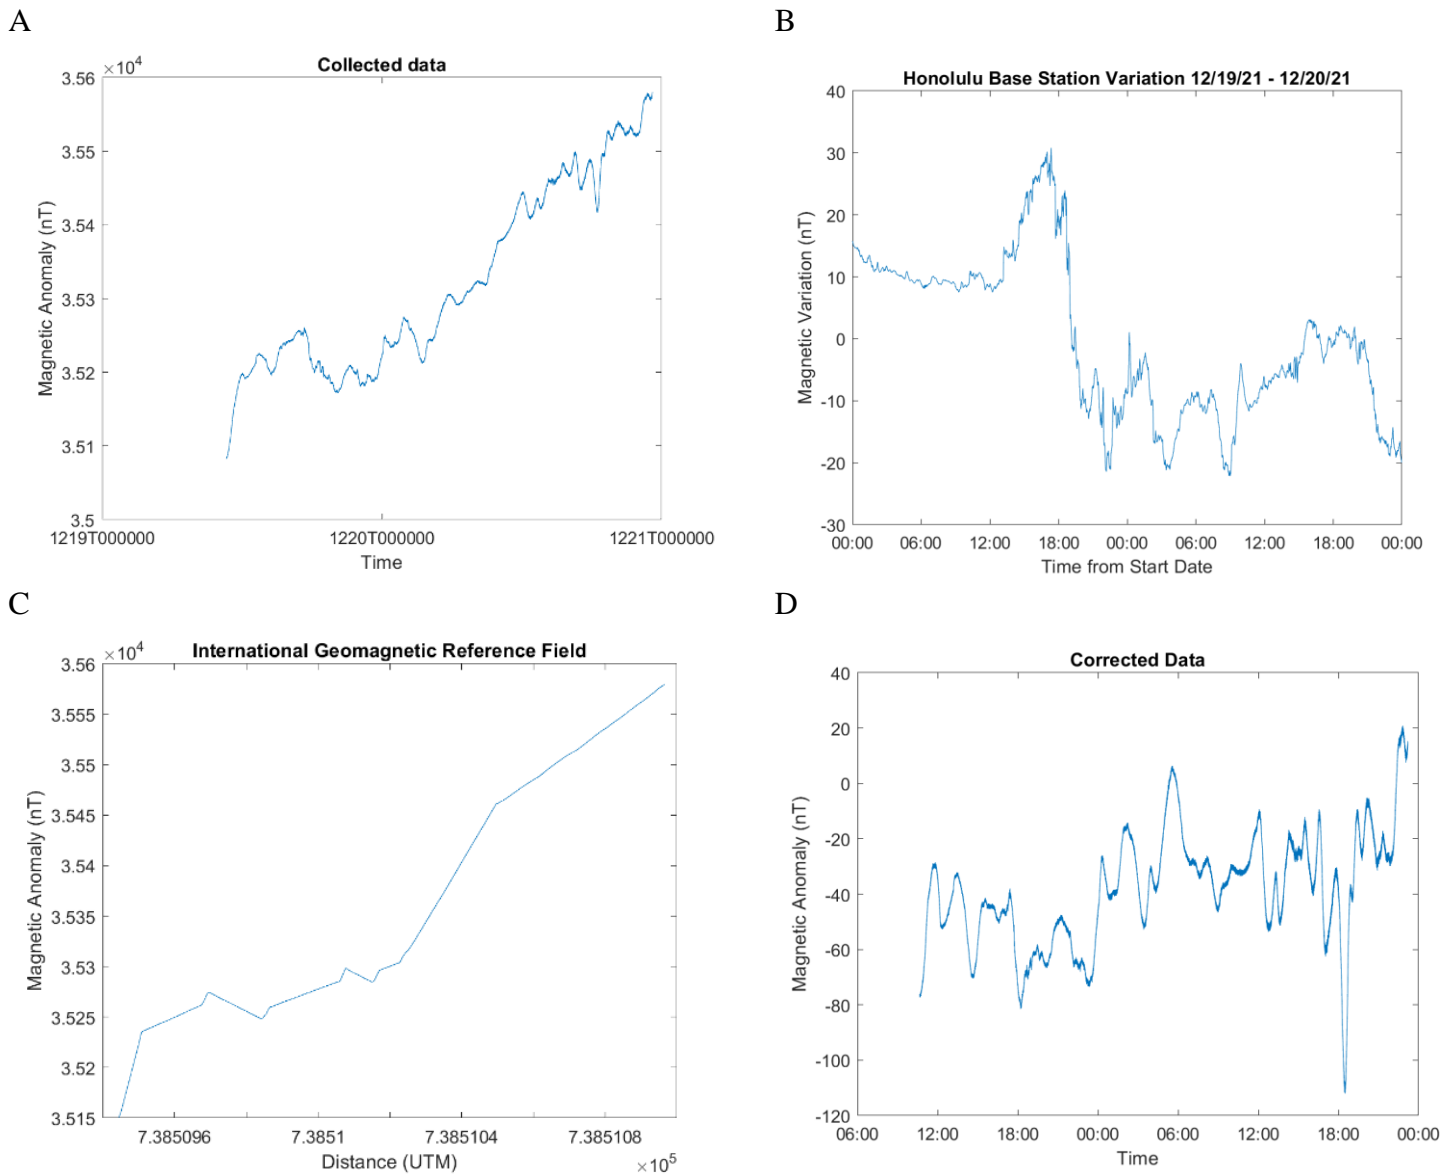 A
Collected data
×10⁴
3.56
3.55
3.54
3.53
3.52
3.51
3.5
Magnetic Anomaly (nT)
1219T000000 1220T000000 1221T000000
Time
B
Honolulu Base Station Variation 12/19/21 - 12/20/21
40
30
20
10
0
-10
-20
-30
Magnetic Variation (nT)
00:00 06:00 12:00 18:00 00:00 06:00 12:00 18:00 00:00
Time from Start Date
C
International Geomagnetic Reference Field
×10⁴
3.56
3.555
3.55
3.545
3.54
3.535
3.53
3.525
3.52
3.515
Magnetic Anomaly (nT)
7.385096 7.3851 7.385104 7.385108
Distance (UTM)
×10⁵
D
Corrected Data
40
20
0
-20
-40
-60
-80
-100
-120
Magnetic Anomaly (nT)
06:00 12:00 18:00 00:00 06:00 12:00 18:00 00:00
Time